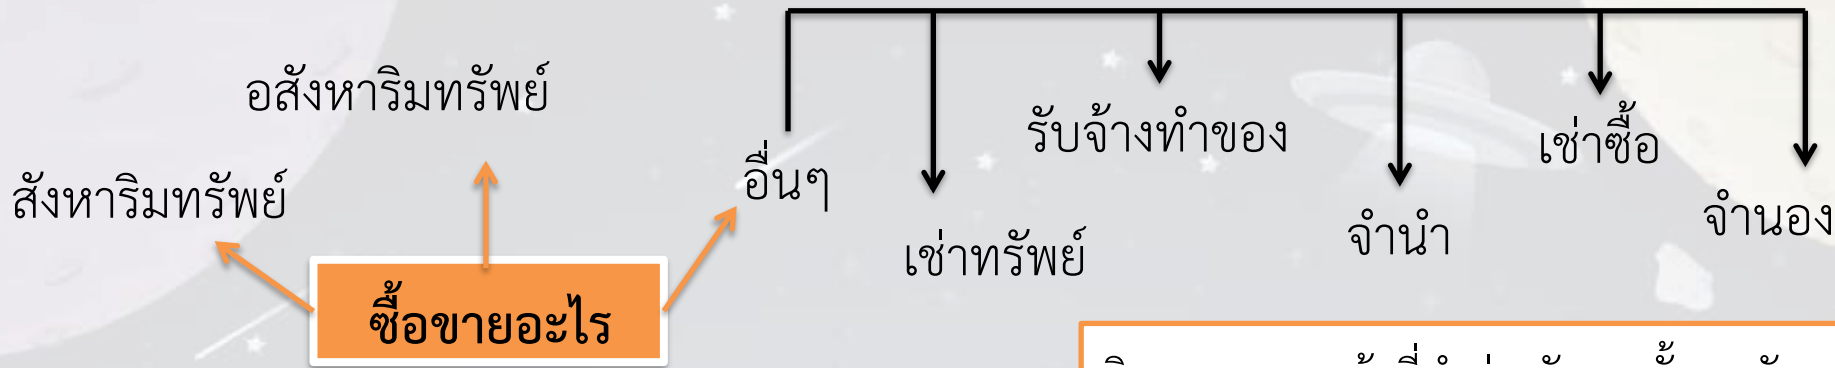 อสังหาริมทรัพย์
สังหาริมทรัพย์
อื่นๆ
ซื้อขายอะไร
เช่าทรัพย์
รับจ้างทำของ
จำนำ
เช่าซื้อ
จำนอง